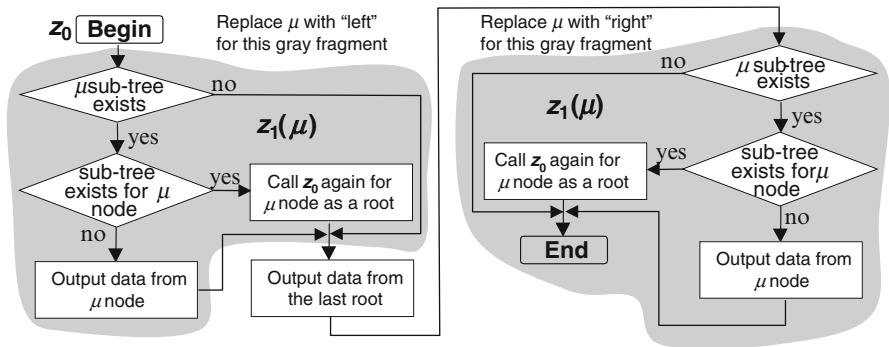 z0 Begin
Replace μ with “left”
for this gray fragment
μ sub-tree
exists
no
yes
z1(μ)
sub-tree
exists for μ
node
yes
no
Call z0 again for
μ node as a root
Output data from
μ node
Output data from
the last root
Replace μ with “right”
for this gray fragment
no
μ sub-tree
exists
z1(μ)
yes
Call z0 again for
μ node as a root
yes
sub-tree
exists for μ
node
no
End
Output data from
μ node